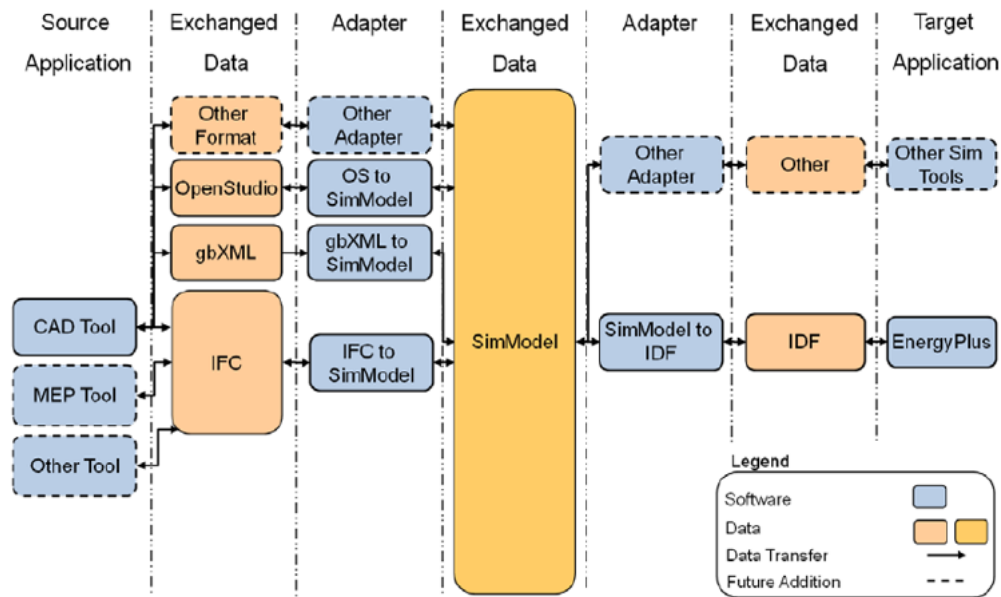 Source
Application
Exchanged
Data
Adapter
Exchanged
Data
Adapter
Exchanged
Data
Target
Application
Other
Format
Other
Adapter
OpenStudio
OS to
SimModel
gbXML
gbXML to
SimModel
CAD Tool
IFC
IFC to
SimModel
MEP Tool
Other Tool
SimModel
Other
Adapter
Other
Other Sim
Tools
SimModel to
IDF
IDF
EnergyPlus
Legend
Software
Data
Data Transfer
Future Addition